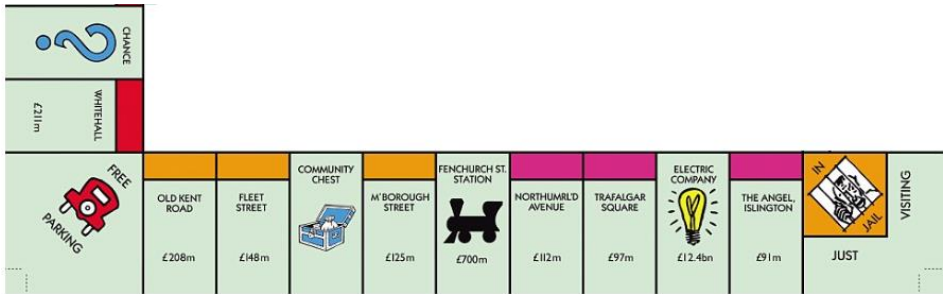 CHANCE
WHITEHALL
£211m
FREE
PARKING
OLD KENT
ROAD
£208m
FLEET
STREET
£148m
COMMUNITY
CHEST
M'BOROUGH
STREET
£125m
FENCHURCH ST.
STATION
£700m
NORTHUMRL'D
AVENUE
£112m
TRAFALGAR
SQUARE
£97m
ELECTRIC
COMPANY
£12.4bn
THE ANGEL,
ISLINGTON
£91m
IN
JAIL
JUST
VISITING